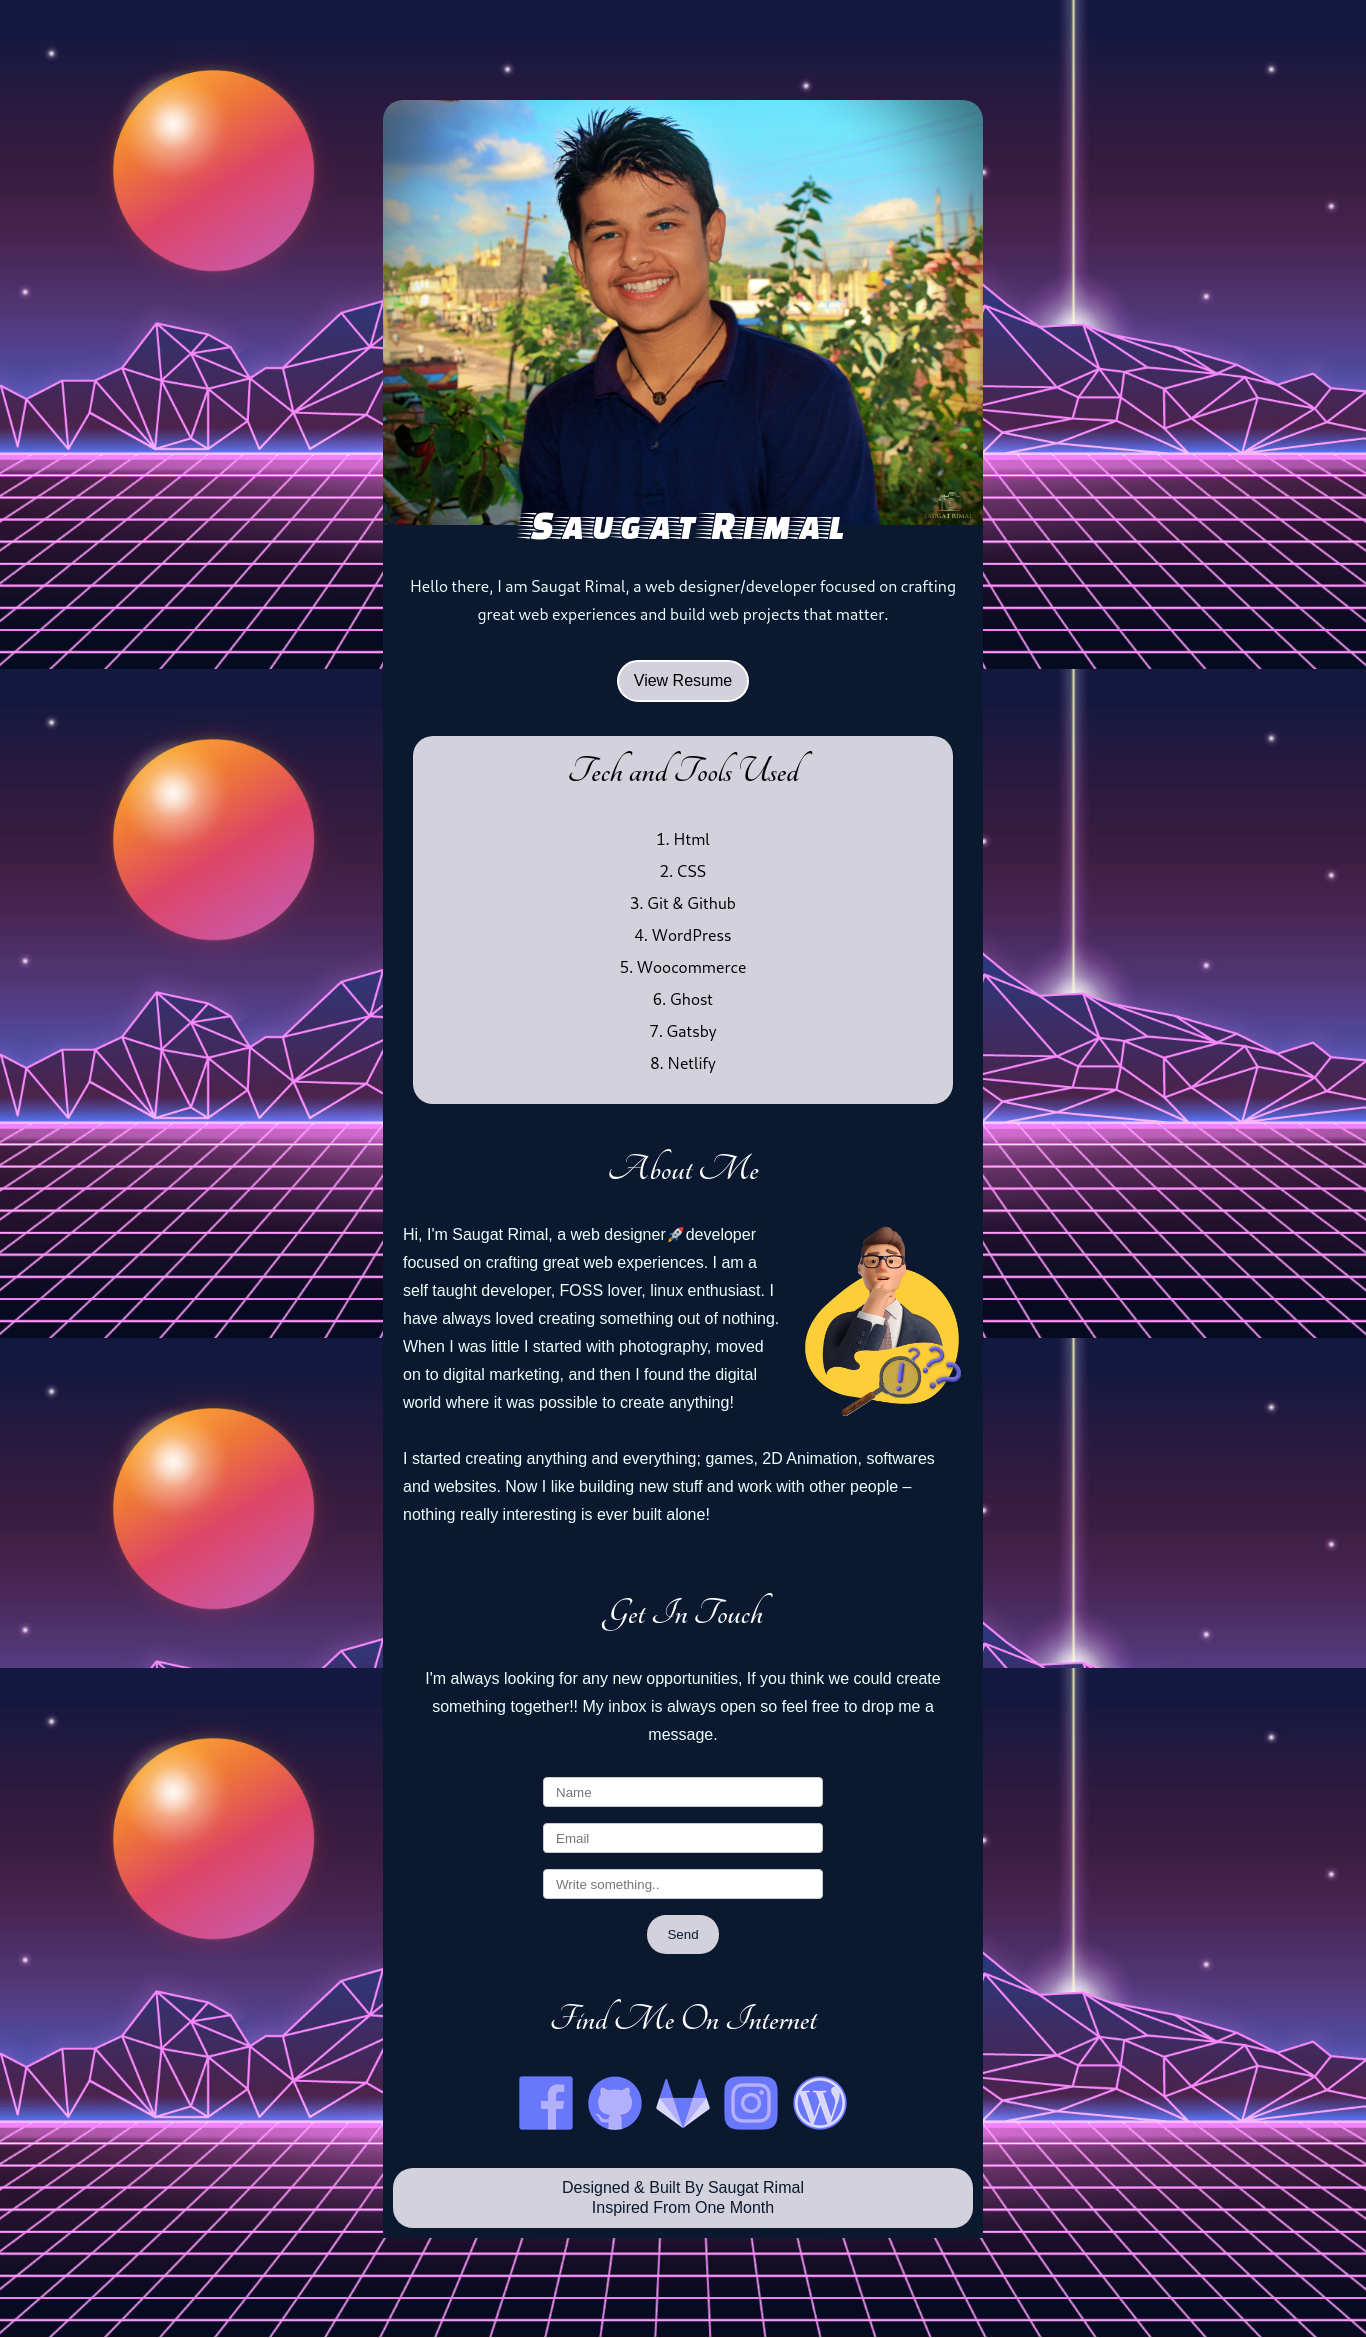 SAUGAT RIMAL
SAUGAT RIMAL
Hello there, I am Saugat Rimal, a web designer/developer focused on crafting
great web experiences and build web projects that matter.
View Resume
Tech and Tools Used
1. Html
2. CSS
3. Git & Github
4. WordPress
5. Woocommerce
6. Ghost
7. Gatsby
8. Netlify
About Me
Hi, I'm Saugat Rimal, a web designer🚀developer
focused on crafting great web experiences. I am a
self taught developer, FOSS lover, linux enthusiast. I
have always loved creating something out of nothing.
When I was little I started with photography, moved
on to digital marketing, and then I found the digital
world where it was possible to create anything!
I started creating anything and everything; games, 2D Animation, softwares
and websites. Now I like building new stuff and work with other people –
nothing really interesting is ever built alone!
Get In Touch
I'm always looking for any new opportunities, If you think we could create
something together!! My inbox is always open so feel free to drop me a
message.
Name
Email
Write something..
Send
Find Me On Internet
Designed & Built By Saugat Rimal
Inspired From One Month